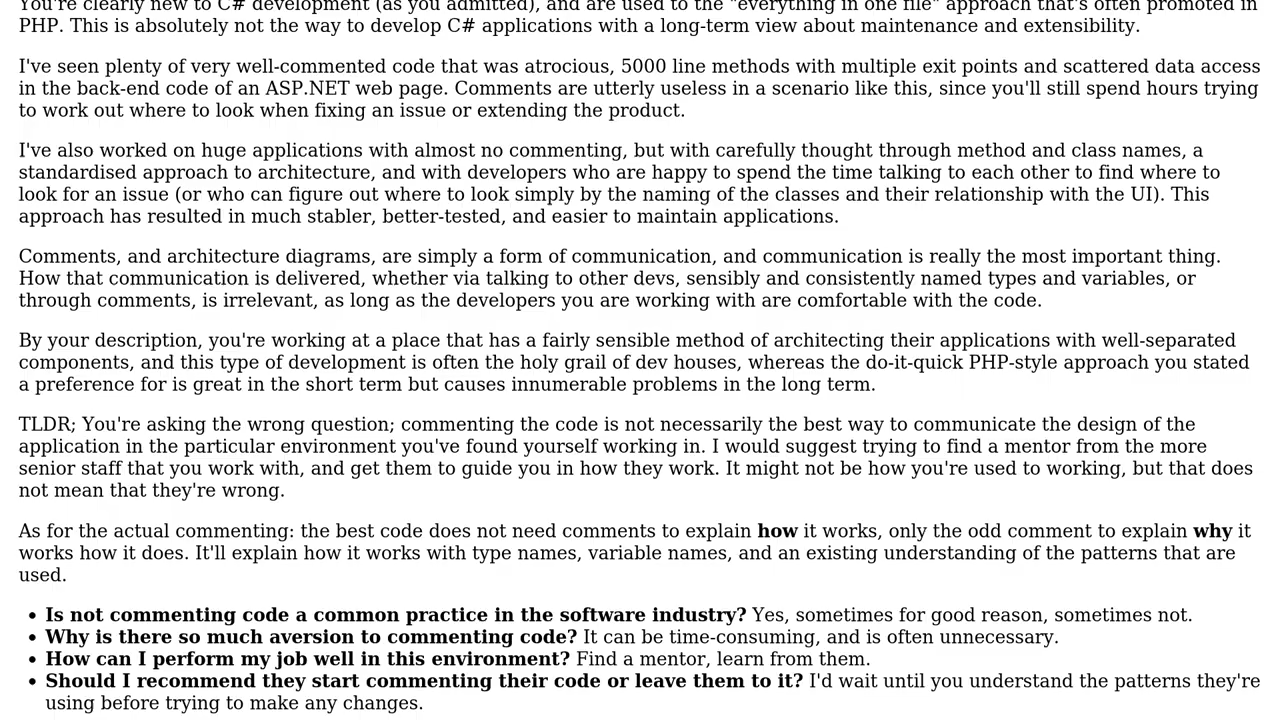 You're clearly new to C# development (as you admitted), and are used to the "everything in one file" approach that's often promoted in
PHP. This is absolutely not the way to develop C# applications with a long-term view about maintenance and extensibility.
I've seen plenty of very well-commented code that was atrocious, 5000 line methods with multiple exit points and scattered data access
in the back-end code of an ASP.NET web page. Comments are utterly useless in a scenario like this, since you'll still spend hours trying
to work out where to look when fixing an issue or extending the product.
I've also worked on huge applications with almost no commenting, but with carefully thought through method and class names, a
standardised approach to architecture, and with developers who are happy to spend the time talking to each other to find where to
look for an issue (or who can figure out where to look simply by the naming of the classes and their relationship with the UI). This
approach has resulted in much stabler, better-tested, and easier to maintain applications.
Comments, and architecture diagrams, are simply a form of communication, and communication is really the most important thing.
How that communication is delivered, whether via talking to other devs, sensibly and consistently named types and variables, or
through comments, is irrelevant, as long as the developers you are working with are comfortable with the code.
By your description, you're working at a place that has a fairly sensible method of architecting their applications with well-separated
components, and this type of development is often the holy grail of dev houses, whereas the do-it-quick PHP-style approach you stated
a preference for is great in the short term but causes innumerable problems in the long term.
TLDR; You're asking the wrong question; commenting the code is not necessarily the best way to communicate the design of the
application in the particular environment you've found yourself working in. I would suggest trying to find a mentor from the more
senior staff that you work with, and get them to guide you in how they work. It might not be how you're used to working, but that does
not mean that they're wrong.
As for the actual commenting: the best code does not need comments to explain how it works, only the odd comment to explain why it
works how it does. It'll explain how it works with type names, variable names, and an existing understanding of the patterns that are
used.
• Is not commenting code a common practice in the software industry? Yes, sometimes for good reason, sometimes not.
• Why is there so much aversion to commenting code? It can be time-consuming, and is often unnecessary.
• How can I perform my job well in this environment? Find a mentor, learn from them.
• Should I recommend they start commenting their code or leave them to it? I'd wait until you understand the patterns they're
using before trying to make any changes.